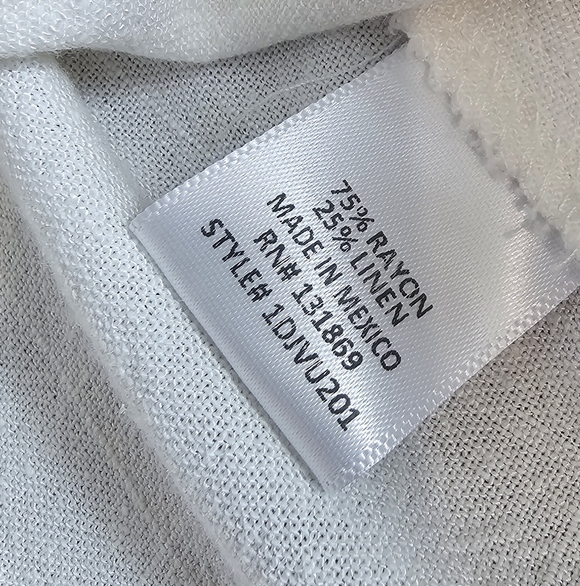 75% RAYON
25% LINEN
MADE IN MEXICO
RN# 131869
STYLE# 1DJVU201